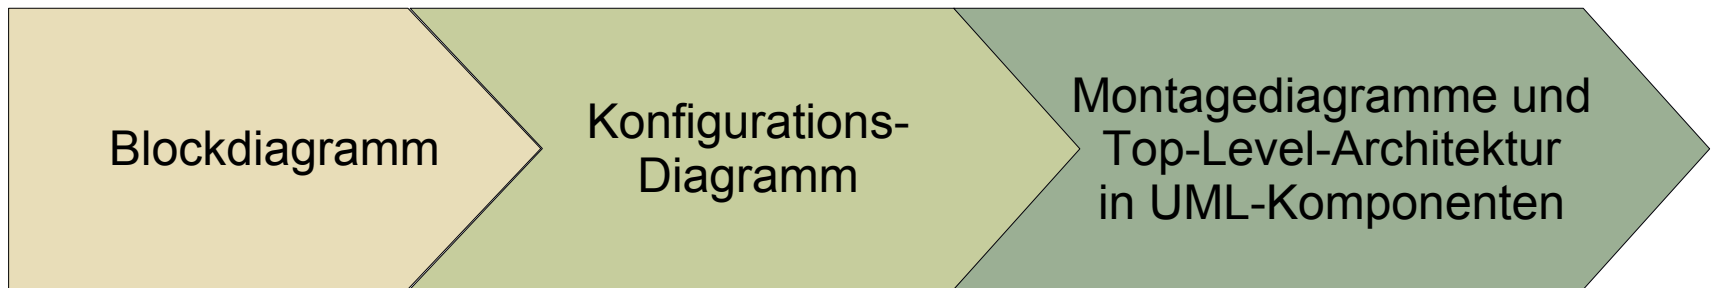 Blockdiagramm
Konfigurations-
Diagramm
Montagediagramme und
Top-Level-Architektur
in UML-Komponenten